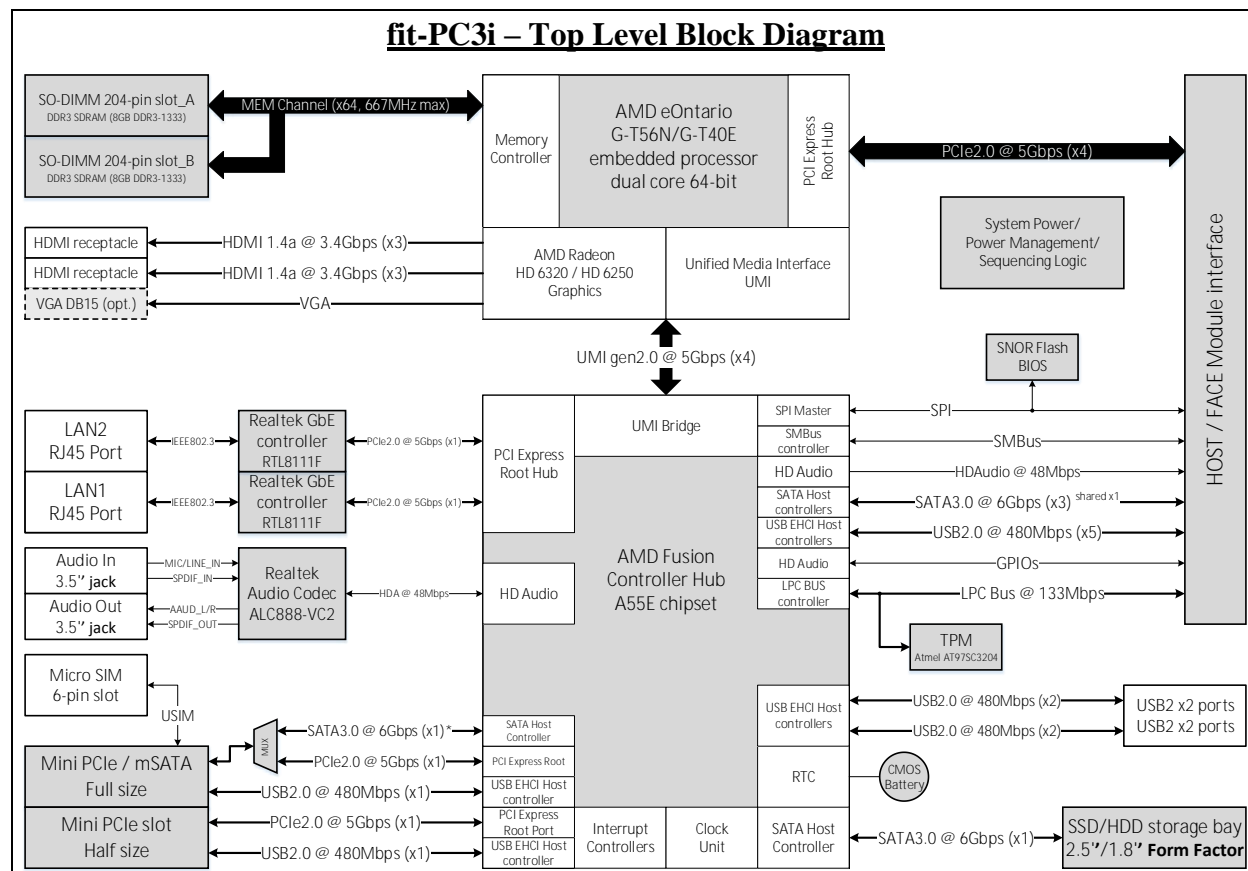 fit-PC3i – Top Level Block Diagram
SO-DIMM 204-pin slot_A
DDR3 SDRAM (8GB DDR3-1333)
SO-DIMM 204-pin slot_B
DDR3 SDRAM (8GB DDR3-1333)
MEM Channel (x64, 667MHz max)
Memory
Controller
AMD eOntario
G-T56N/G-T40E
embedded processor
dual core 64-bit
PCI Express
Root Hub
PCIe2.0 @ 5Gbps (x4)
HOST / FACE Module interface
System Power/
Power Management/
Sequencing Logic
HDMI receptacle
HDMI 1.4a @ 3.4Gbps (x3)
HDMI receptacle
HDMI 1.4a @ 3.4Gbps (x3)
VGA DB15 (opt.)
VGA
AMD Radeon
HD 6320 / HD 6250
Graphics
Unified Media Interface
UMI
UMI gen2.0 @ 5Gbps (x4)
SNOR Flash
BIOS
LAN2
RJ45 Port
IEEE802.3
Realtek GbE
controller
RTL8111F
PCIe2.0 @ 5Gbps (x1)
LAN1
RJ45 Port
IEEE802.3
Realtek GbE
controller
RTL8111F
PCIe2.0 @ 5Gbps (x1)
PCI Express
Root Hub
UMI Bridge
SPI Master
SPI
SMBus
controller
SMBus
HD Audio
HDAudio @ 48Mbps
SATA Host
controllers
SATA3.0 @ 6Gbps (x3) shared x1
USB EHCI Host
controllers
USB2.0 @ 480Mbps (x5)
HD Audio
GPIOs
LPC BUS
controller
LPC Bus @ 133Mbps
TPM
Atmel AT97SC3204
AMD Fusion
Controller Hub
A55E chipset
Audio In
3.5'' jack
MIC/LINE_IN
SPDIF_IN
Audio Out
3.5'' jack
AAUD_L/R
SPDIF_OUT
Realtek
Audio Codec
ALC888-VC2
HDA @ 48Mbps
HD Audio
Micro SIM
6-pin slot
USIM
MUX
SATA3.0 @ 6Gbps (x1)*
SATA Host
Controller
PCIe2.0 @ 5Gbps (x1)
PCI Express Root
Mini PCIe / mSATA
Full size
USB2.0 @ 480Mbps (x1)
USB EHCI Host
controller
Mini PCIe slot
Half size
PCIe2.0 @ 5Gbps (x1)
PCI Express
Root Port
USB2.0 @ 480Mbps (x1)
USB EHCI Host
controller
Interrupt
Controllers
Clock
Unit
USB EHCI Host
controllers
USB2.0 @ 480Mbps (x2)
USB2.0 @ 480Mbps (x2)
USB2 x2 ports
USB2 x2 ports
RTC
CMOS
Battery
SATA Host
Controller
SATA3.0 @ 6Gbps (x1)
SSD/HDD storage bay
2.5''/1.8'' Form Factor